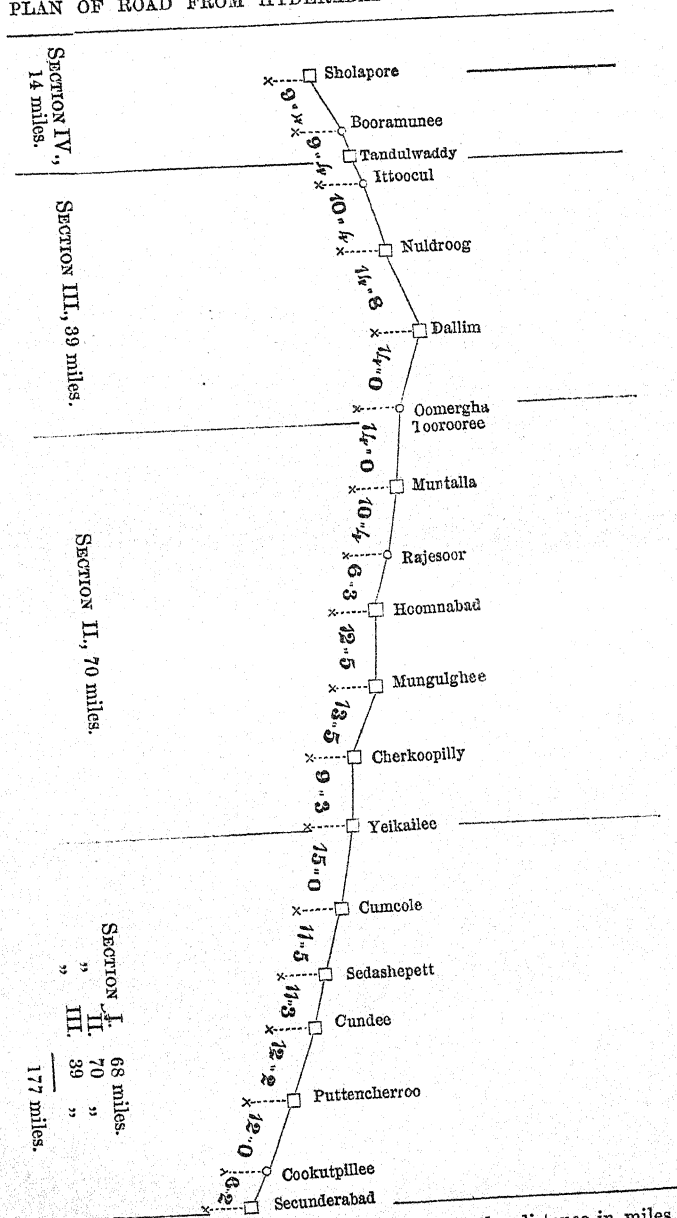 PLAN OF ROAD FROM
SECTION IV.,
14 miles.
Sholapore
9"4
Booramunee
9"4
Tandulwaddy
Ittoocul
SECTION III., 39 miles.
10"4
Nuldroog
14"8
Dallim
14"0
Oomergha
Toorooree
SECTION II., 70 miles.
14"0
Muntalla
10"4
Rajesoor
6"3
Hoomnabad
12"5
Mungulghee
13"5
Cherkoopilly
9"3
Yeikailee
15"0
Cumcole
11"5
Sedashepett
11"3
Cundee
12"2
Puttencherroo
12"0
Cookutpillee
6"2
Secunderabad
SECTION I. 68 miles.
" II. 70 "
" III. 39 "
177 miles.
distance in miles